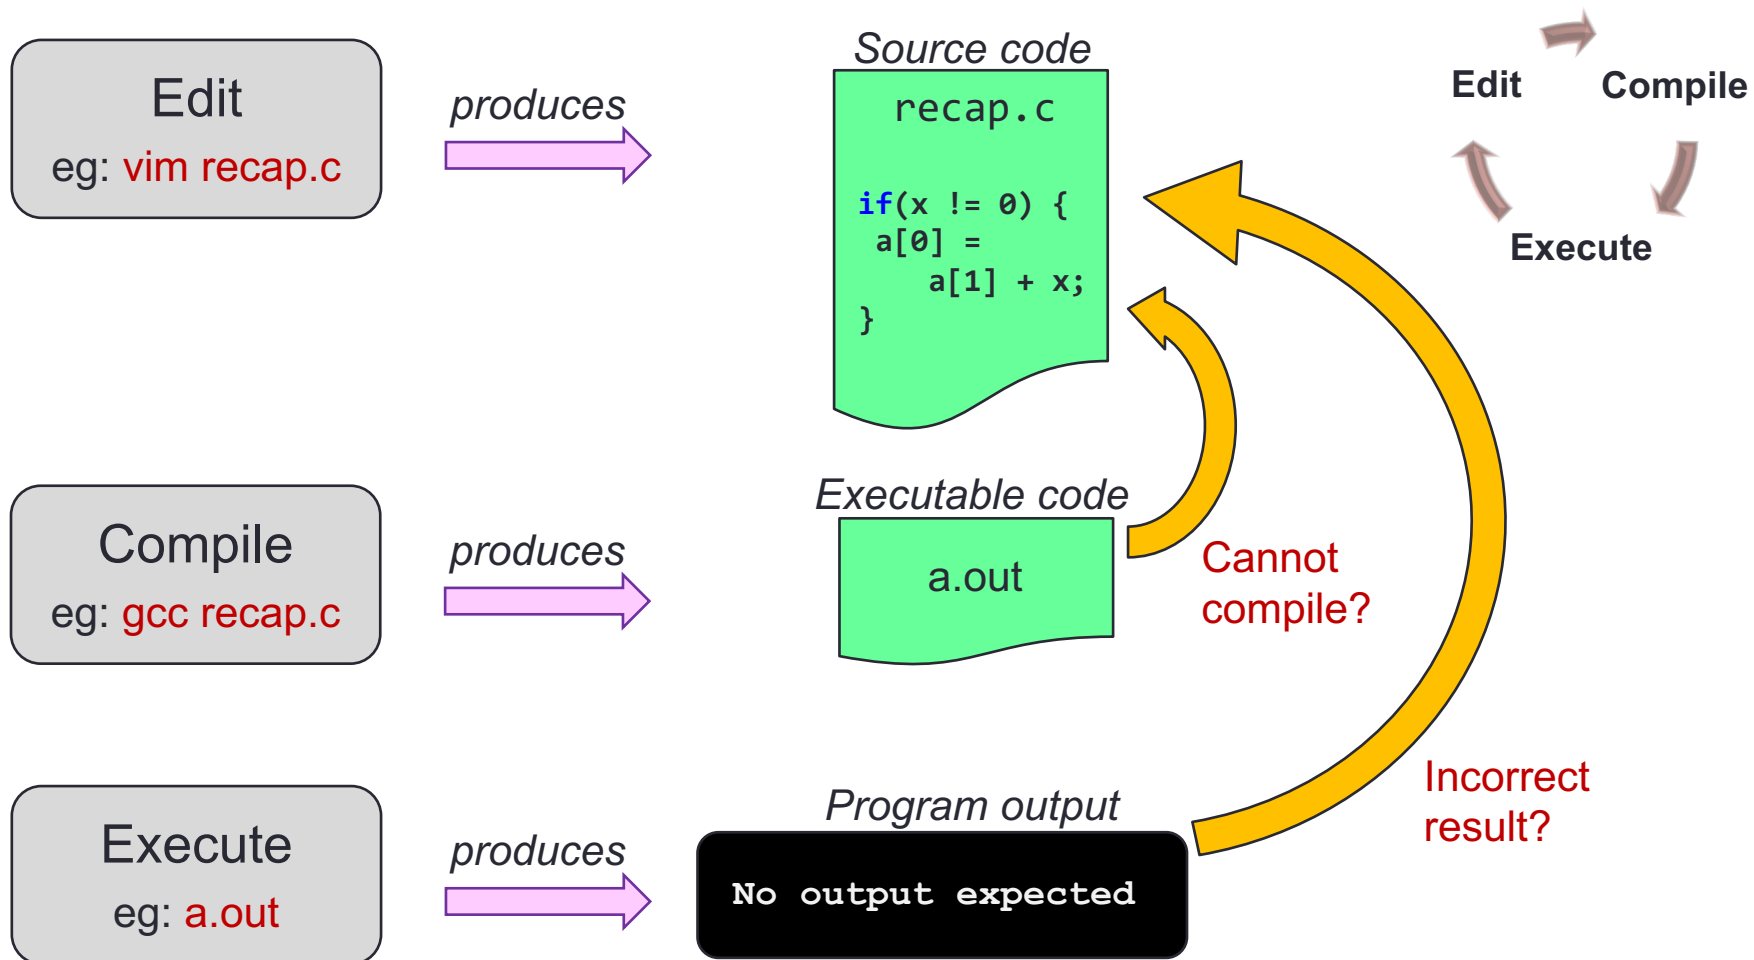 Edit
eg: vim recap.c
produces
Source code
recap.c
if(x != 0) {
a[0] =
a[1] + x;
}
Edit
Compile
Execute
Compile
eg: gcc recap.c
produces
Executable code
a.out
Cannot
compile?
Execute
eg: a.out
produces
Program output
No output expected
Incorrect
result?